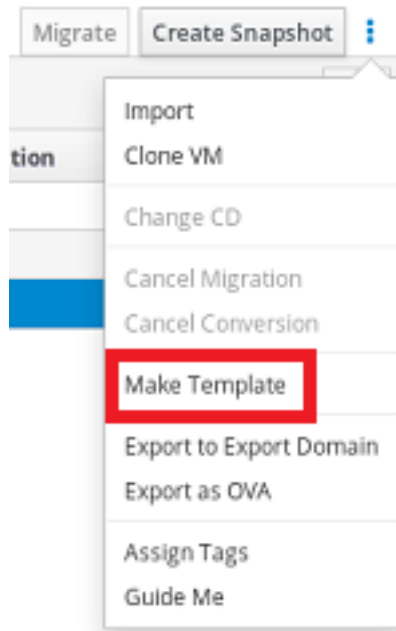 Migrate Create Snapshot
Import
tion
Clone VM
Change CD
Cancel Migration
Cancel Conversion
Make Template
Export to Export Domain
Export as OVA
Assign Tags
Guide Me